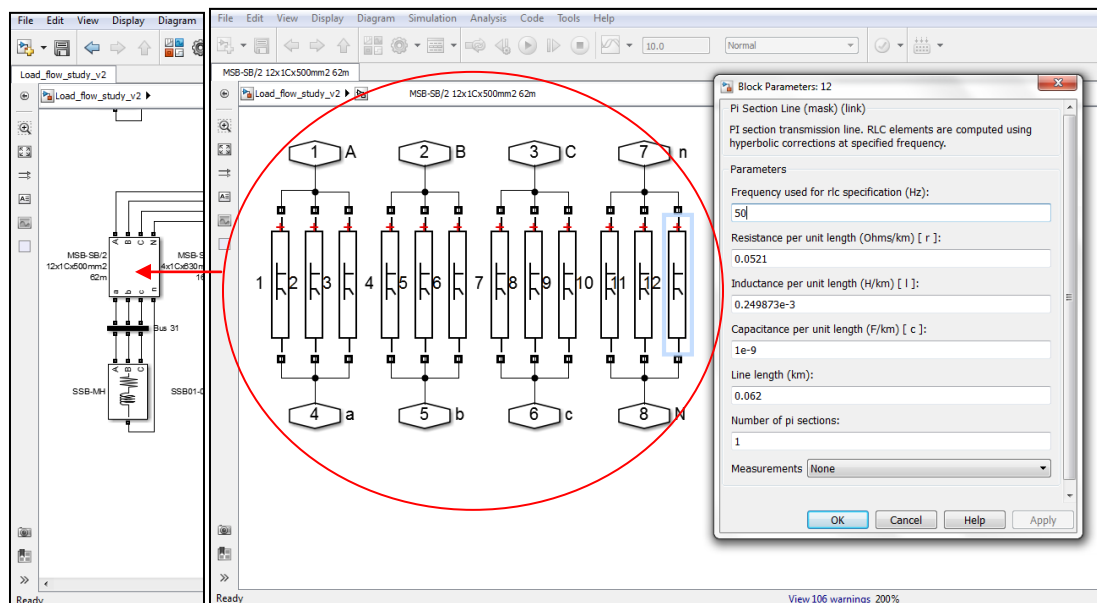 File Edit View Display Diagram
Load_flow_study_v2
Load_flow_study_v2
A B C N
MSB-SB/2
12x1Cx500mm2
62m
MSB-S
4x1Cx630m
16
a b c n
Bus 31
A B C
SSB-MH
SSB01-0
Ready
File Edit View Display Diagram Simulation Analysis Code Tools Help
10.0
Normal
MSB-SB/2 12x1Cx500mm2 62m
Load_flow_study_v2
MSB-SB/2 12x1Cx500mm2 62m
1 A 2 B 3 C 7 n
1 2 3 4 5 6 7 8 9 10 11 12
4 a 5 b 6 c 8 N
Ready
View 106 warnings 200%
Block Parameters: 12
Pi Section Line (mask) (link)
PI section transmission line. RLC elements are computed using
hyperbolic corrections at specified frequency.
Parameters
Frequency used for rlc specification (Hz):
50
Resistance per unit length (Ohms/km) [ r ]:
0.0521
Inductance per unit length (H/km) [ l ]:
0.249873e-3
Capacitance per unit length (F/km) [ c ]:
1e-9
Line length (km):
0.062
Number of pi sections:
1
Measurements None
OK Cancel Help Apply